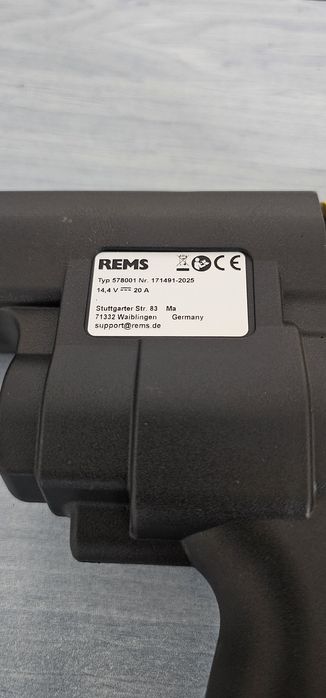 REMS
Typ 578001 Nr. 171491-2025
14,4 V 20 A
Stuttgarter Str. 83 Ma
71332 Waiblingen Germany
support@rems.de